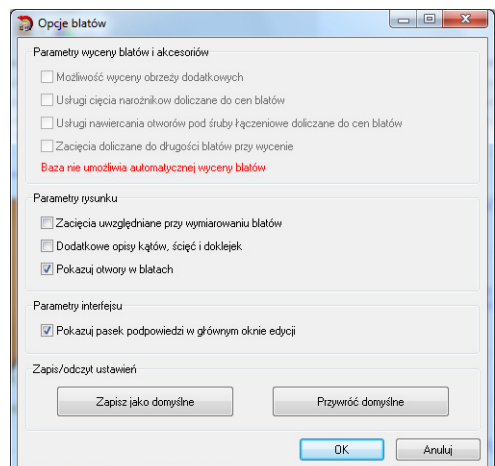 Opcje blatów
Parametry wyceny blatów i akcesoriów
Możliwość wyceny obrzeży dodatkowych
Usługi cięcia narożnikow doliczane do cen blatów
Usługi nawiercania otworów pod śruby łączeniowe doliczane do cen blatów
Zacięcia doliczane do długości blatów przy wycenie
Baza nie umożliwia automatycznej wyceny blatów
Parametry rysunku
Zacięcia uwzględniane przy wymiarowaniu blatów
Dodatkowe opisy kątów, ścięć i doklejek
Pokazuj otwory w blatach
Parametry interfejsu
Pokazuj pasek podpowiedzi w głównym oknie edycji
Zapis/odczyt ustawień
Zapisz jako domyślne
Przywróć domyślne
OK
Anuluj